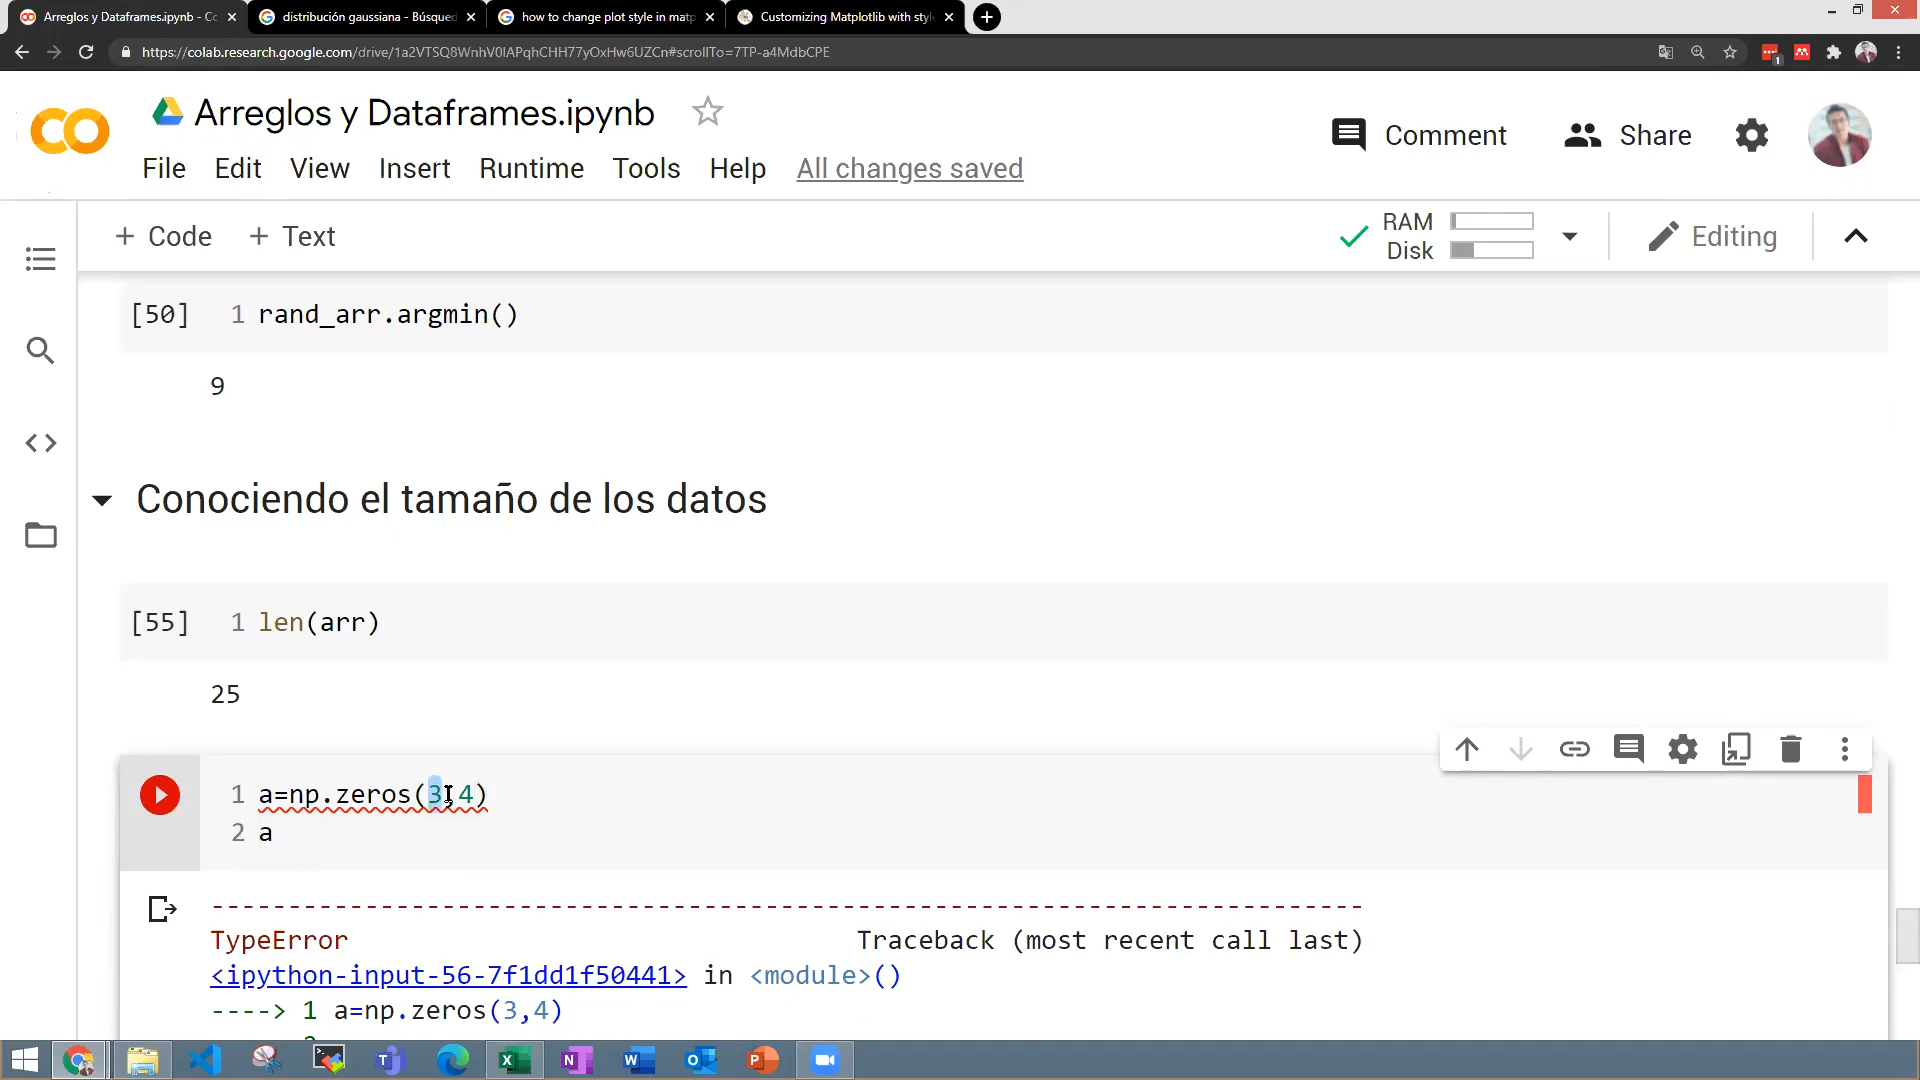 Arreglos y Dataframes.ipynb - Co
distribución gaussiana - Búsqued
how to change plot style in matp
Customizing Matplotlib with styl
https://colab.research.google.com/drive/1a2VTSQ8WnhV0lAPqhCHH77yOxHw6UZCn#scrollTo=7TP-a4MdbCPE
Arreglos y Dataframes.ipynb
Comment
Share
File Edit View Insert Runtime Tools Help All changes saved
+ Code + Text
RAM
Disk
Editing
[50] 1 rand_arr.argmin()
9
Conociendo el tamaño de los datos
[55] 1 len(arr)
25
1 a=np.zeros(3,4)
2 a
---------------------------------------------------------------------------
TypeError Traceback (most recent call last)
<ipython-input-56-7f1dd1f50441> in <module>()
----> 1 a=np.zeros(3,4)